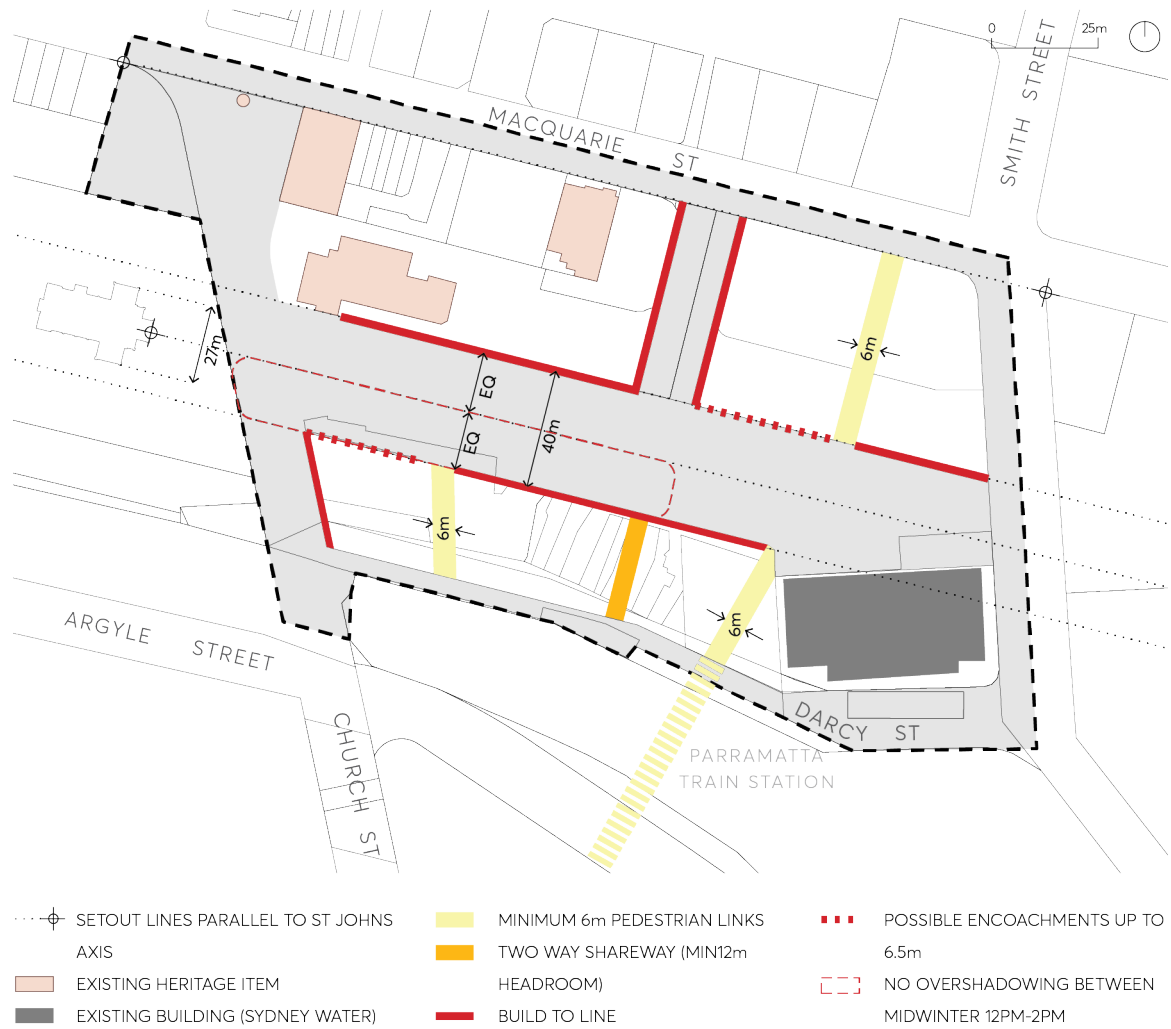 0
25m
SMITH STREET
MACQUARIE ST
27m
6m
EQ
EQ
40m
6m
6m
ARGYLE STREET
CHURCH ST
DARCY ST
PARRAMATTA
TRAIN STATION
SETOUT LINES PARALLEL TO ST JOHNS
AXIS
EXISTING HERITAGE ITEM
EXISTING BUILDING (SYDNEY WATER)
MINIMUM 6m PEDESTRIAN LINKS
TWO WAY SHAREWAY (MIN12m
HEADROOM)
BUILD TO LINE
POSSIBLE ENCOACHMENTS UP TO
6.5m
NO OVERSHADOWING BETWEEN
MIDWINTER 12PM-2PM